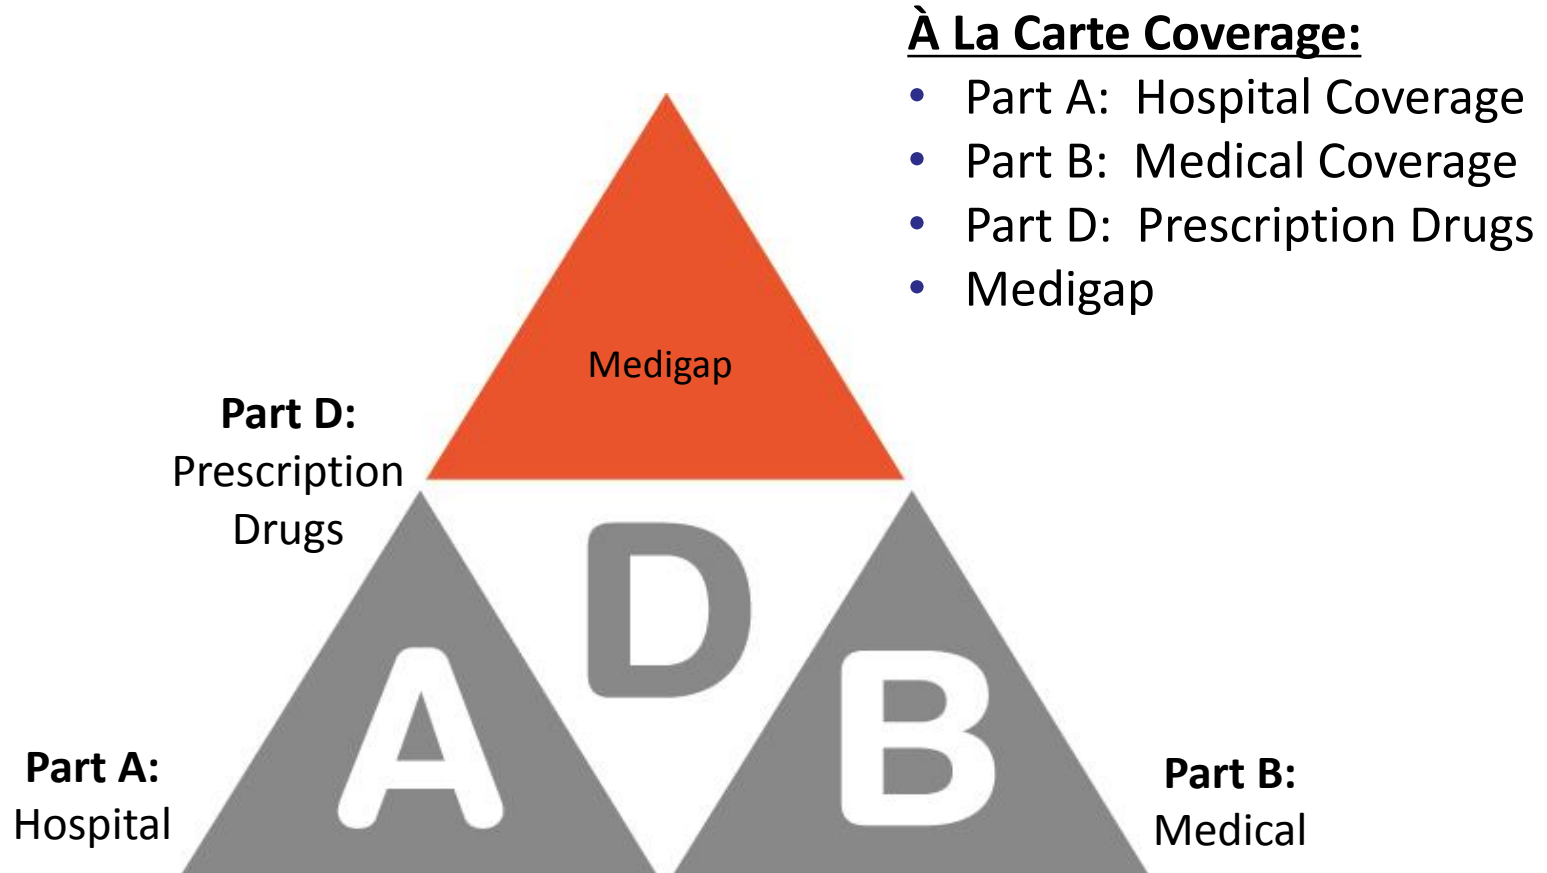 À La Carte Coverage:
• Part A: Hospital Coverage
• Part B: Medical Coverage
• Part D: Prescription Drugs
• Medigap
Medigap
Part D:
Prescription
Drugs
D
A
B
Part A:
Hospital
Part B:
Medical